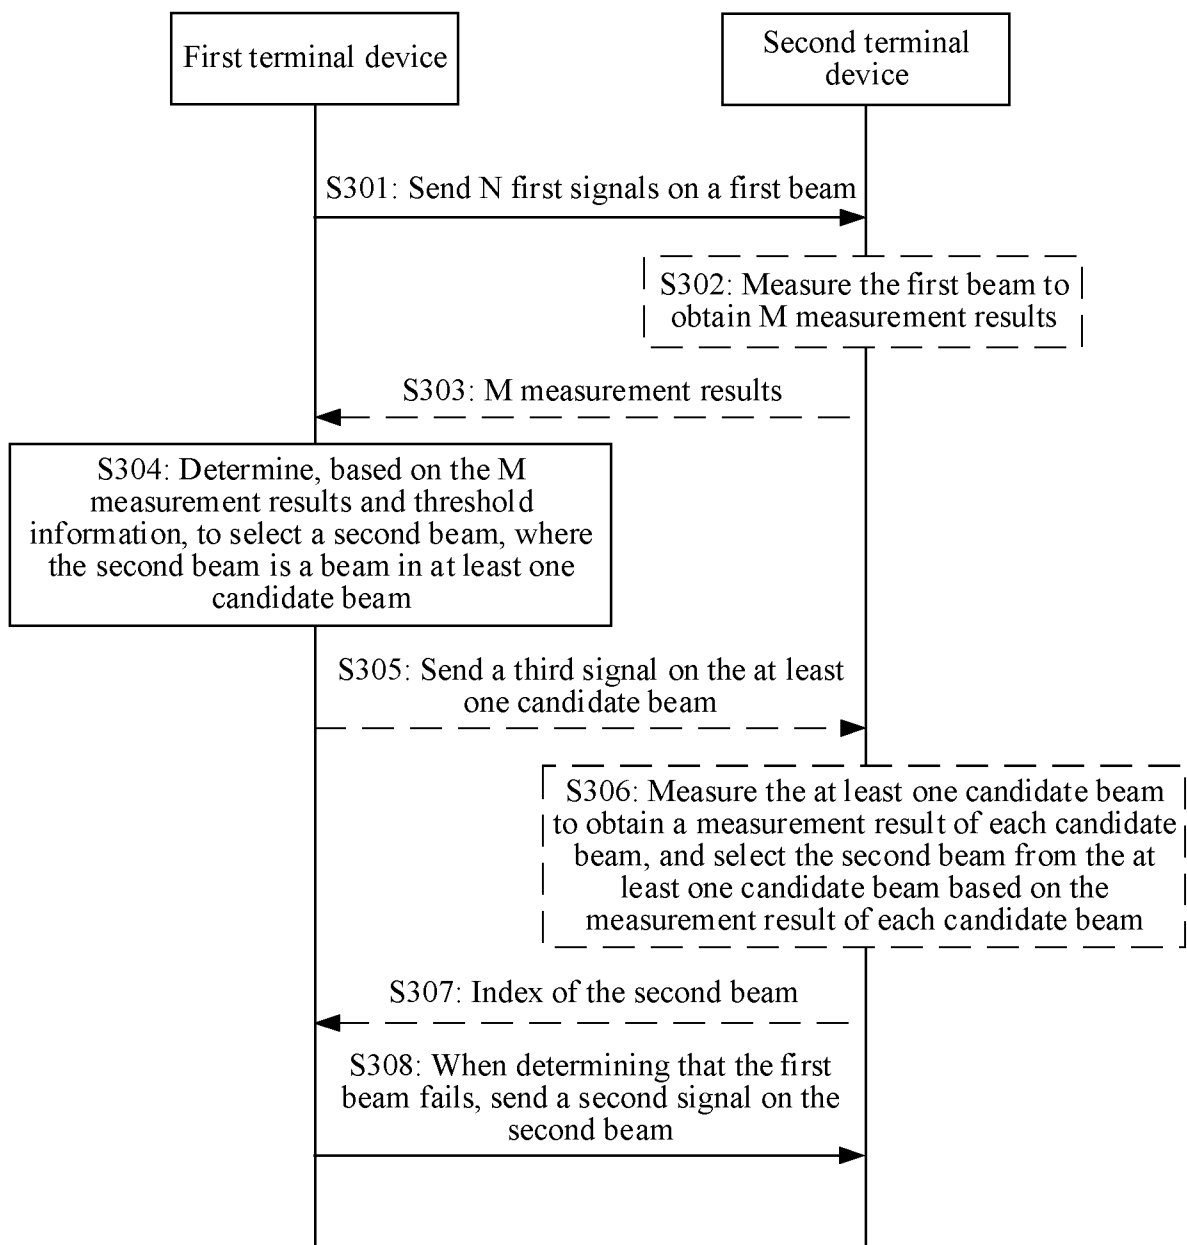 First terminal device
Second terminal
device
S301: Send N first signals on a first beam
S302: Measure the first beam to
obtain M measurement results
S303: M measurement results
S304: Determine, based on the M
measurement results and threshold
information, to select a second beam, where
the second beam is a beam in at least one
candidate beam
S305: Send a third signal on the at least
one candidate beam
S306: Measure the at least one candidate beam
to obtain a measurement result of each candidate
beam, and select the second beam from the at
least one candidate beam based on the
measurement result of each candidate beam
S307: Index of the second beam
S308: When determining that the first
beam fails, send a second signal on the
second beam